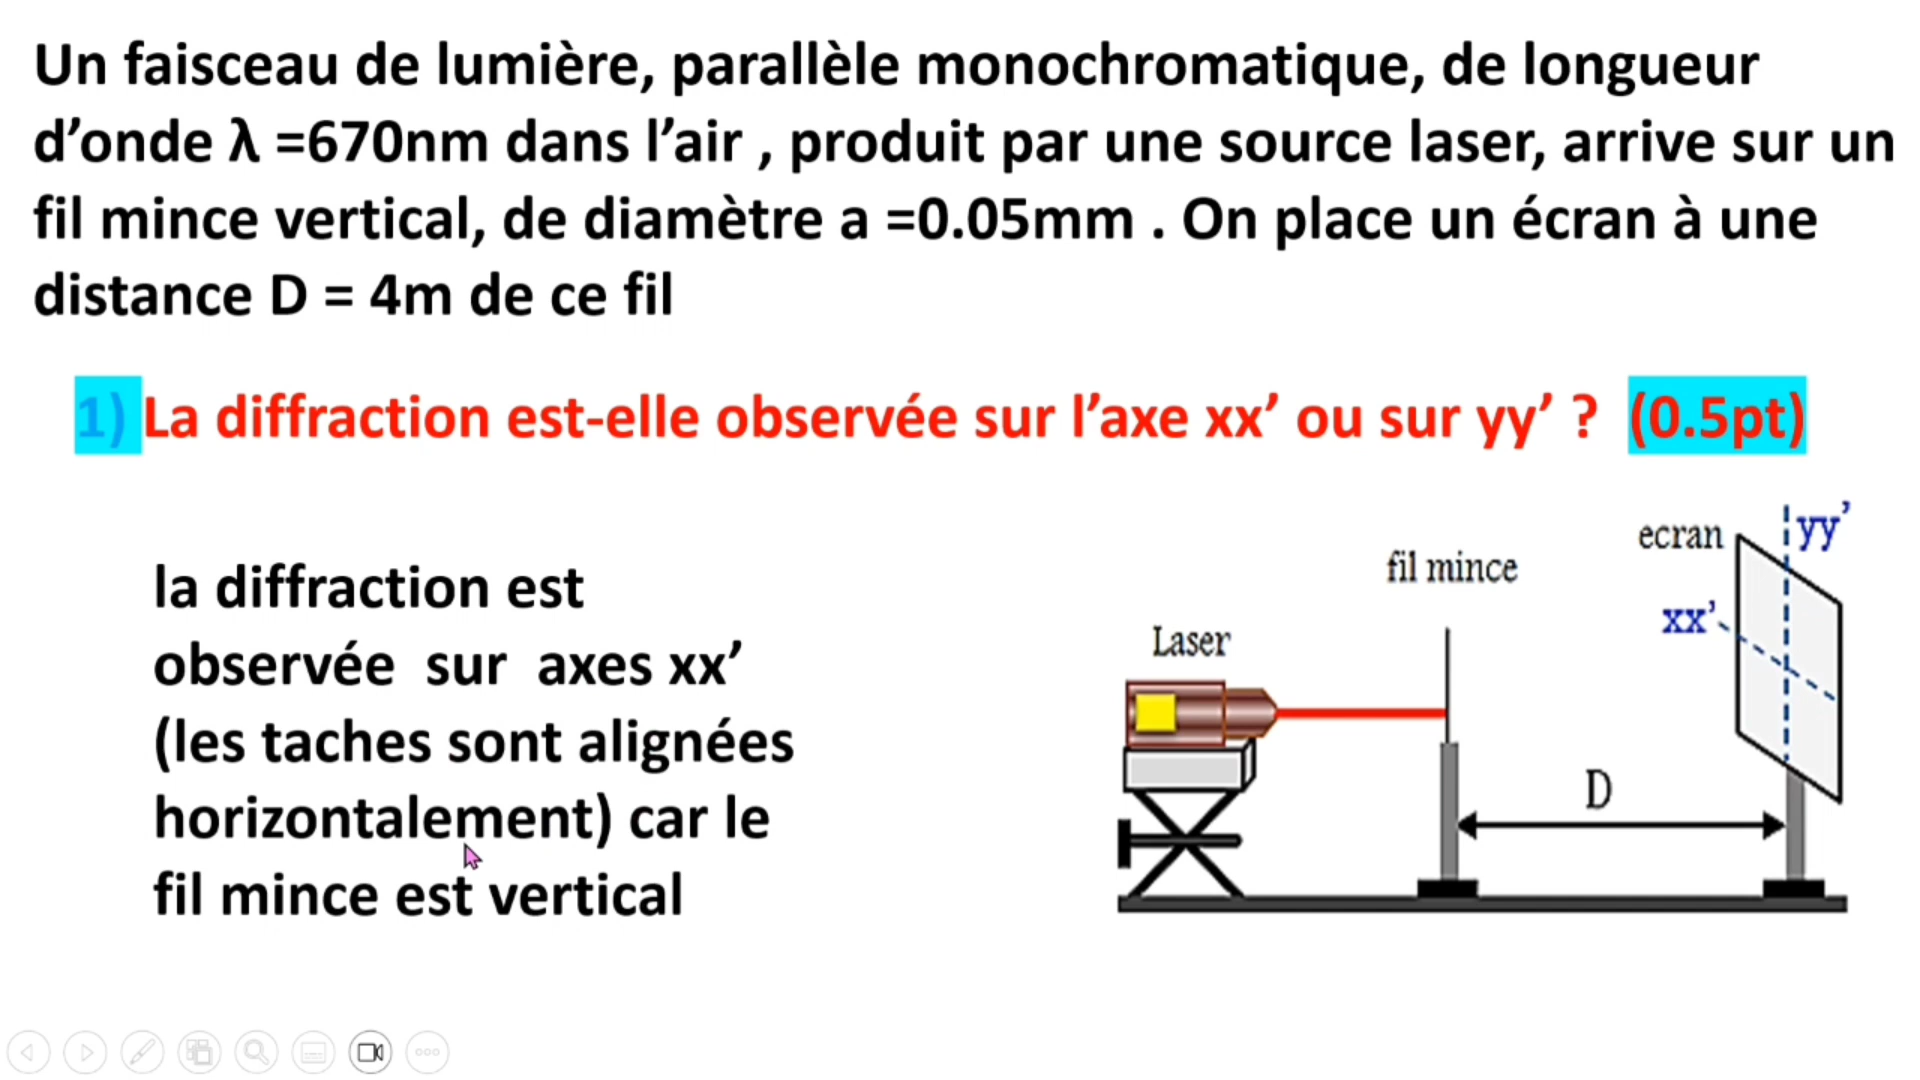 Un faisceau de lumière, parallèle monochromatique, de longueur
d’onde λ =670nm dans l’air , produit par une source laser, arrive sur un
fil mince vertical, de diamètre a =0.05mm . On place un écran à une
distance D = 4m de ce fil
1) La diffraction est-elle observée sur l’axe xx’ ou sur yy’ ? (0.5pt)
la diffraction est
observée sur axes xx’
(les taches sont alignées
horizontalement) car le
fil mince est vertical
yy’
ecran
fil mince
xx’
Laser
D